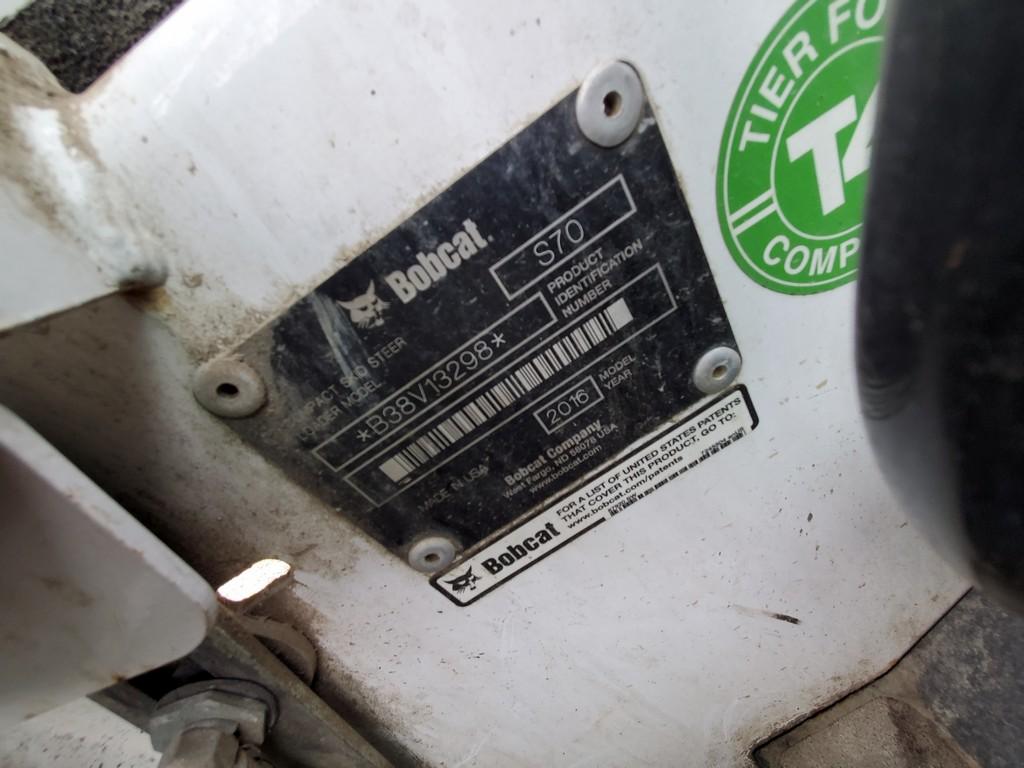 Bobcat
COMPACT SKID STEER
LOADER MODEL
S70
PRODUCT
IDENTIFICATION
NUMBER
*B38V13298*
MADE IN USA
2016
MODEL
YEAR
Bobcat Company
West Fargo, ND 58078 USA
www.bobcat.com
Bobcat
FOR A LIST OF UNITED STATES PATENTS
THAT COVER THIS PRODUCT, GO TO:
www.bobcat.com/patents
TIER FO
T4
COMP